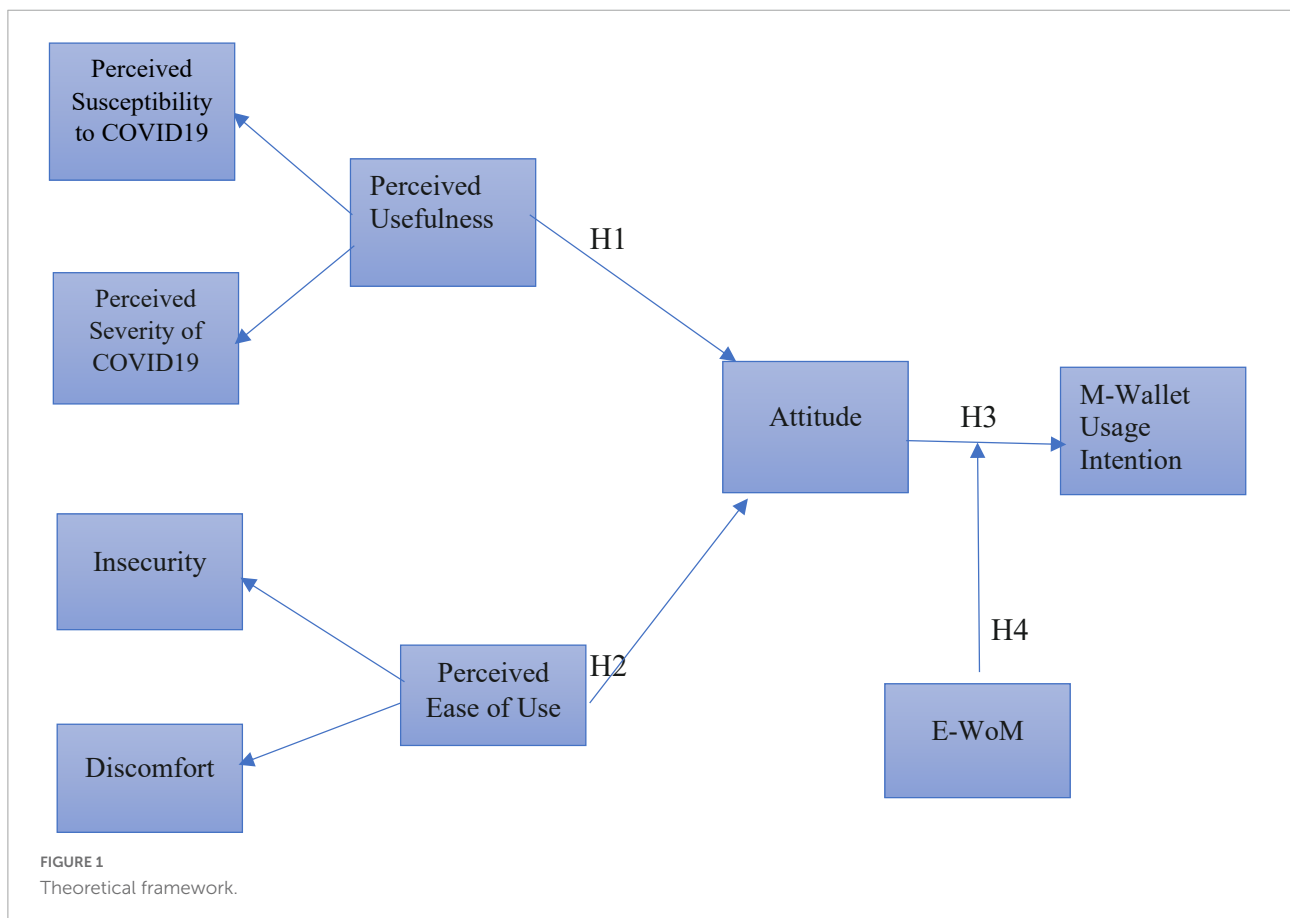 Perceived
Susceptibility
to COVID19
Perceived
Usefulness
H1
Perceived
Severity of
COVID19
Attitude
H3
M-Wallet
Usage
Intention
Insecurity
H2
Perceived
Ease of Use
H4
E-WoM
Discomfort
FIGURE 1
Theoretical framework.